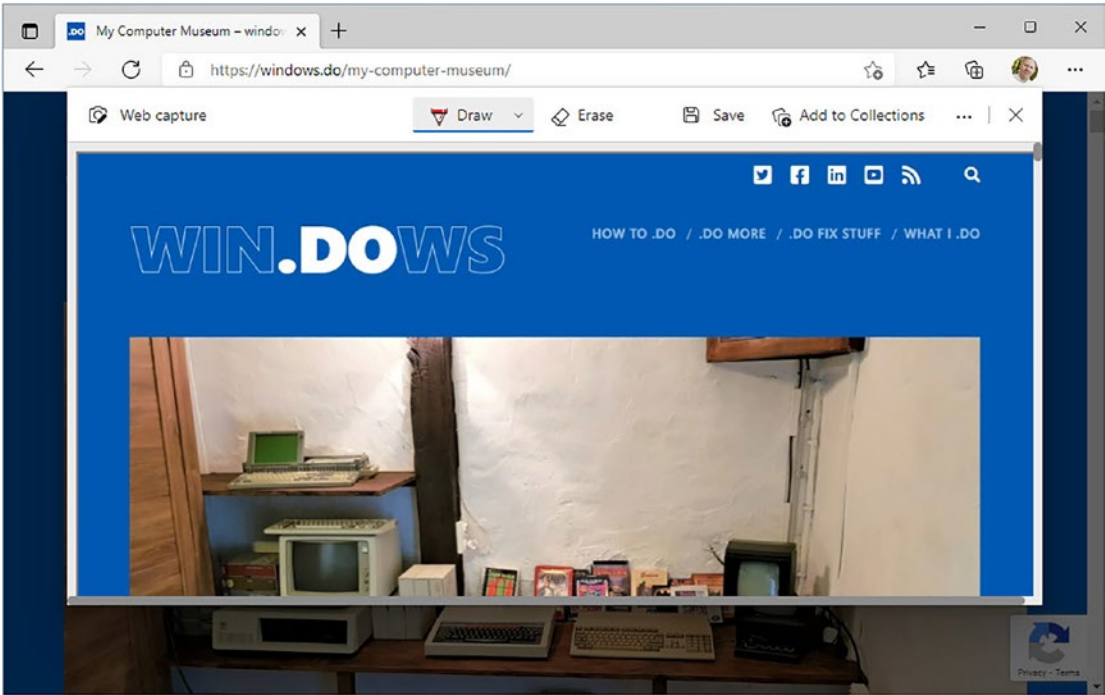 .DO My Computer Museum – window
https://windows.do/my-computer-museum/
Web capture Draw Erase Save Add to Collections
WIN.DOWS
HOW TO .DO / .DO MORE / .DO FIX STUFF / WHAT I .DO
Privacy - Terms